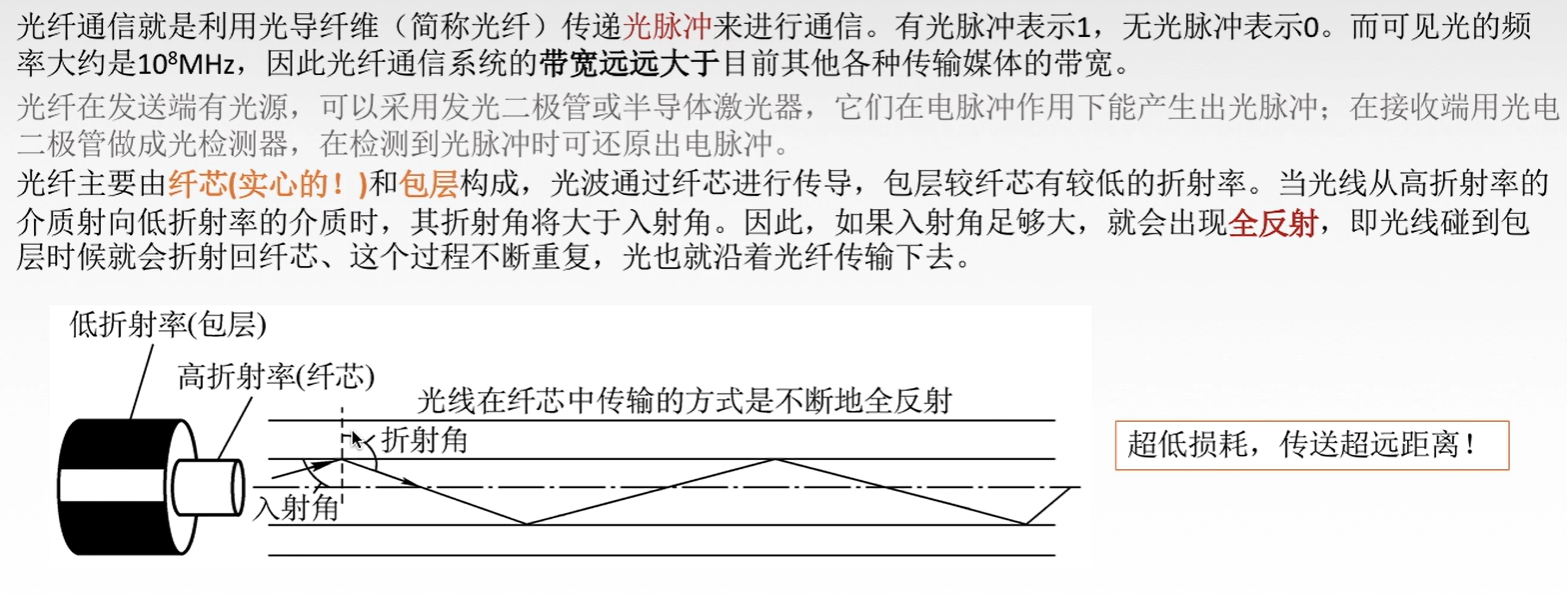 光纤通信就是利用光导纤维（简称光纤）传递光脉冲来进行通信。有光脉冲表示1，无光脉冲表示0。而可见光的频
率大约是10⁸MHz，因此光纤通信系统的带宽远远大于目前其他各种传输媒体的带宽。
光纤在发送端有光源，可以采用发光二极管或半导体激光器，它们在电脉冲作用下能产生出光脉冲；在接收端用光电
二极管做成光检测器，在检测到光脉冲时可还原出电脉冲。
光纤主要由纤芯(实心的！)和包层构成，光波通过纤芯进行传导，包层较纤芯有较低的折射率。当光线从高折射率的
介质射向低折射率的介质时，其折射角将大于入射角。因此，如果入射角足够大，就会出现全反射，即光线碰到包
层时候就会折射回纤芯、这个过程不断重复，光也就沿着光纤传输下去。
低折射率(包层)
高折射率(纤芯)
光线在纤芯中传输的方式是不断地全反射
折射角
入射角
超低损耗，传送超远距离！